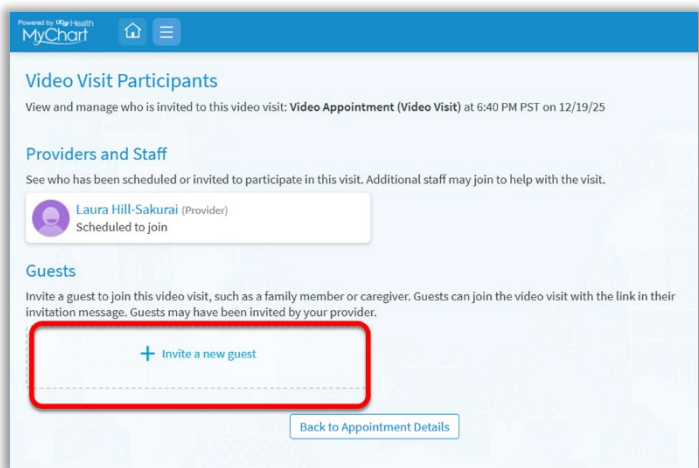 Powered by UCSF Health
MyChart
Video Visit Participants
View and manage who is invited to this video visit: Video Appointment (Video Visit) at 6:40 PM PST on 12/19/25
Providers and Staff
See who has been scheduled or invited to participate in this visit. Additional staff may join to help with the visit.
Laura Hill-Sakurai (Provider)
Scheduled to join
Guests
Invite a guest to join this video visit, such as a family member or caregiver. Guests can join the video visit with the link in their
invitation message. Guests may have been invited by your provider.
+ Invite a new guest
Back to Appointment Details